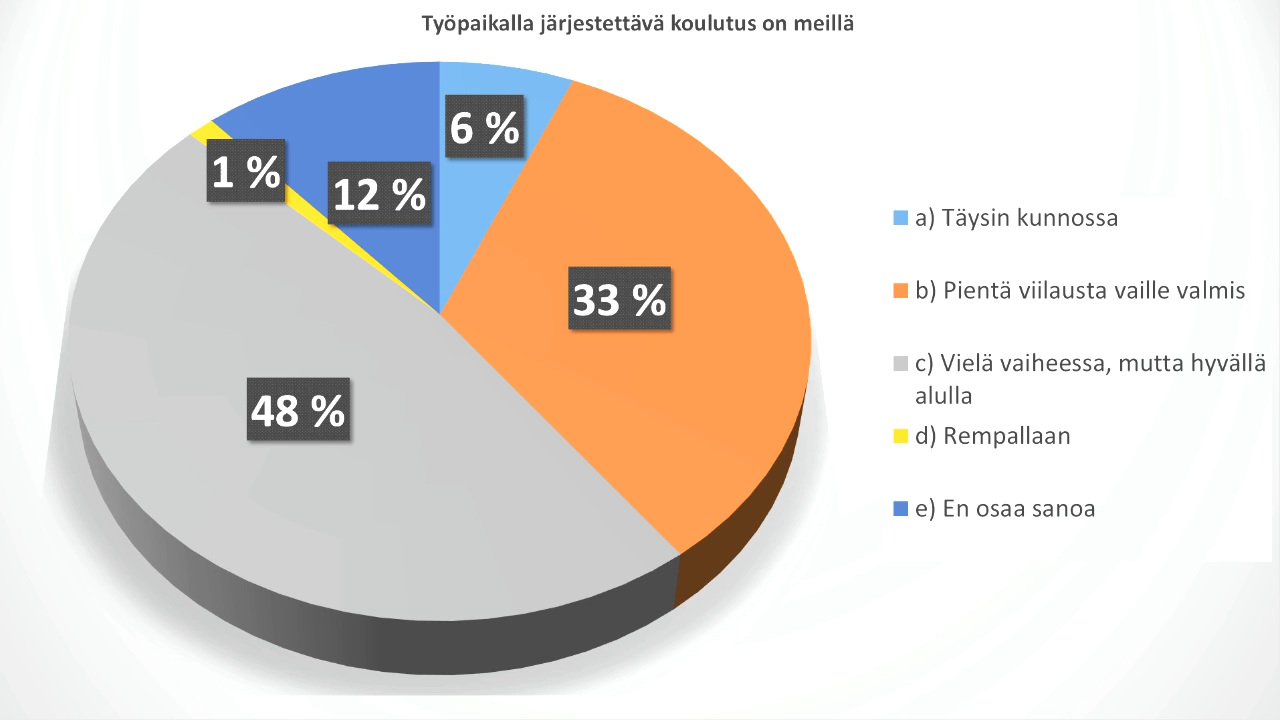 Työpaikalla järjestettävä koulutus on meillä
6 %
1 %
12 %
33 %
48 %
a) Täysin kunnossa
b) Pientä viilausta vaille valmis
c) Vielä vaiheessa, mutta hyvällä
alulla
d) Rempallaan
e) En osaa sanoa